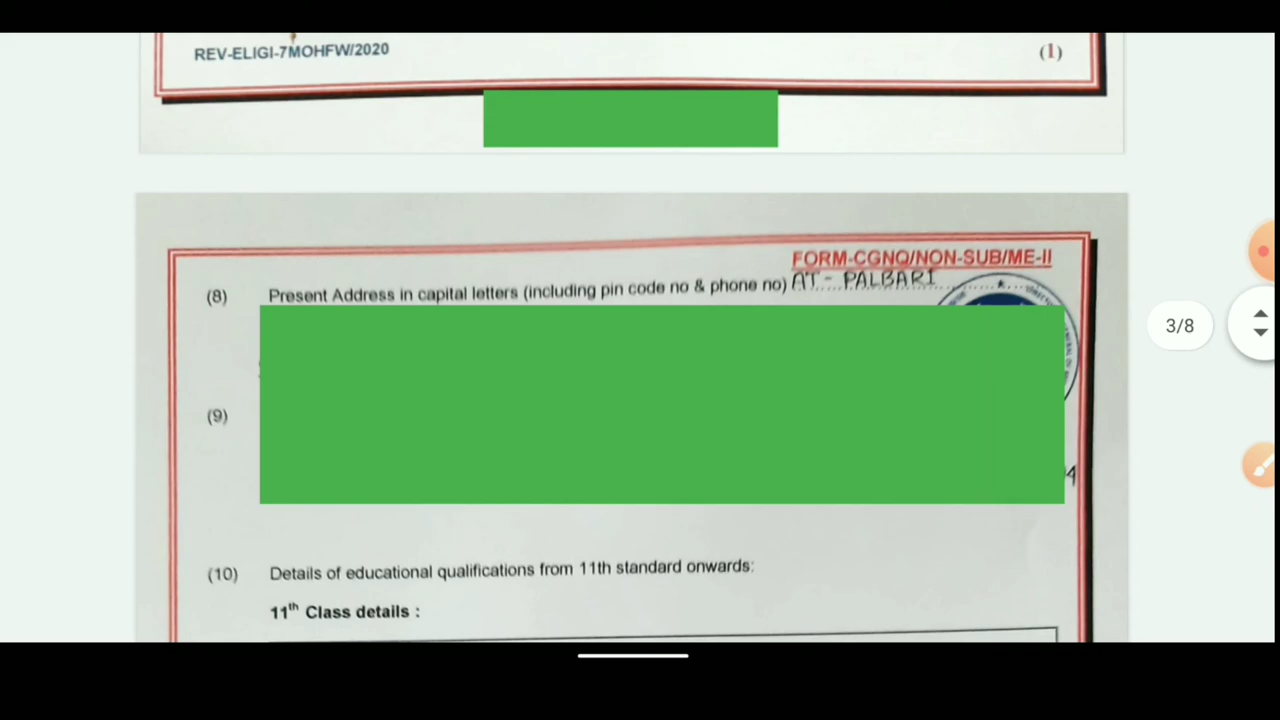 REV-ELIGI-7MOHFW/2020
(1)
FORM-CGNQ/NON-SUB/ME-II
(8) Present Address in capital letters (including pin code no & phone no) AT - PALBARI
(9)
3/8
(10) Details of educational qualifications from 11th standard onwards:
11th Class details :